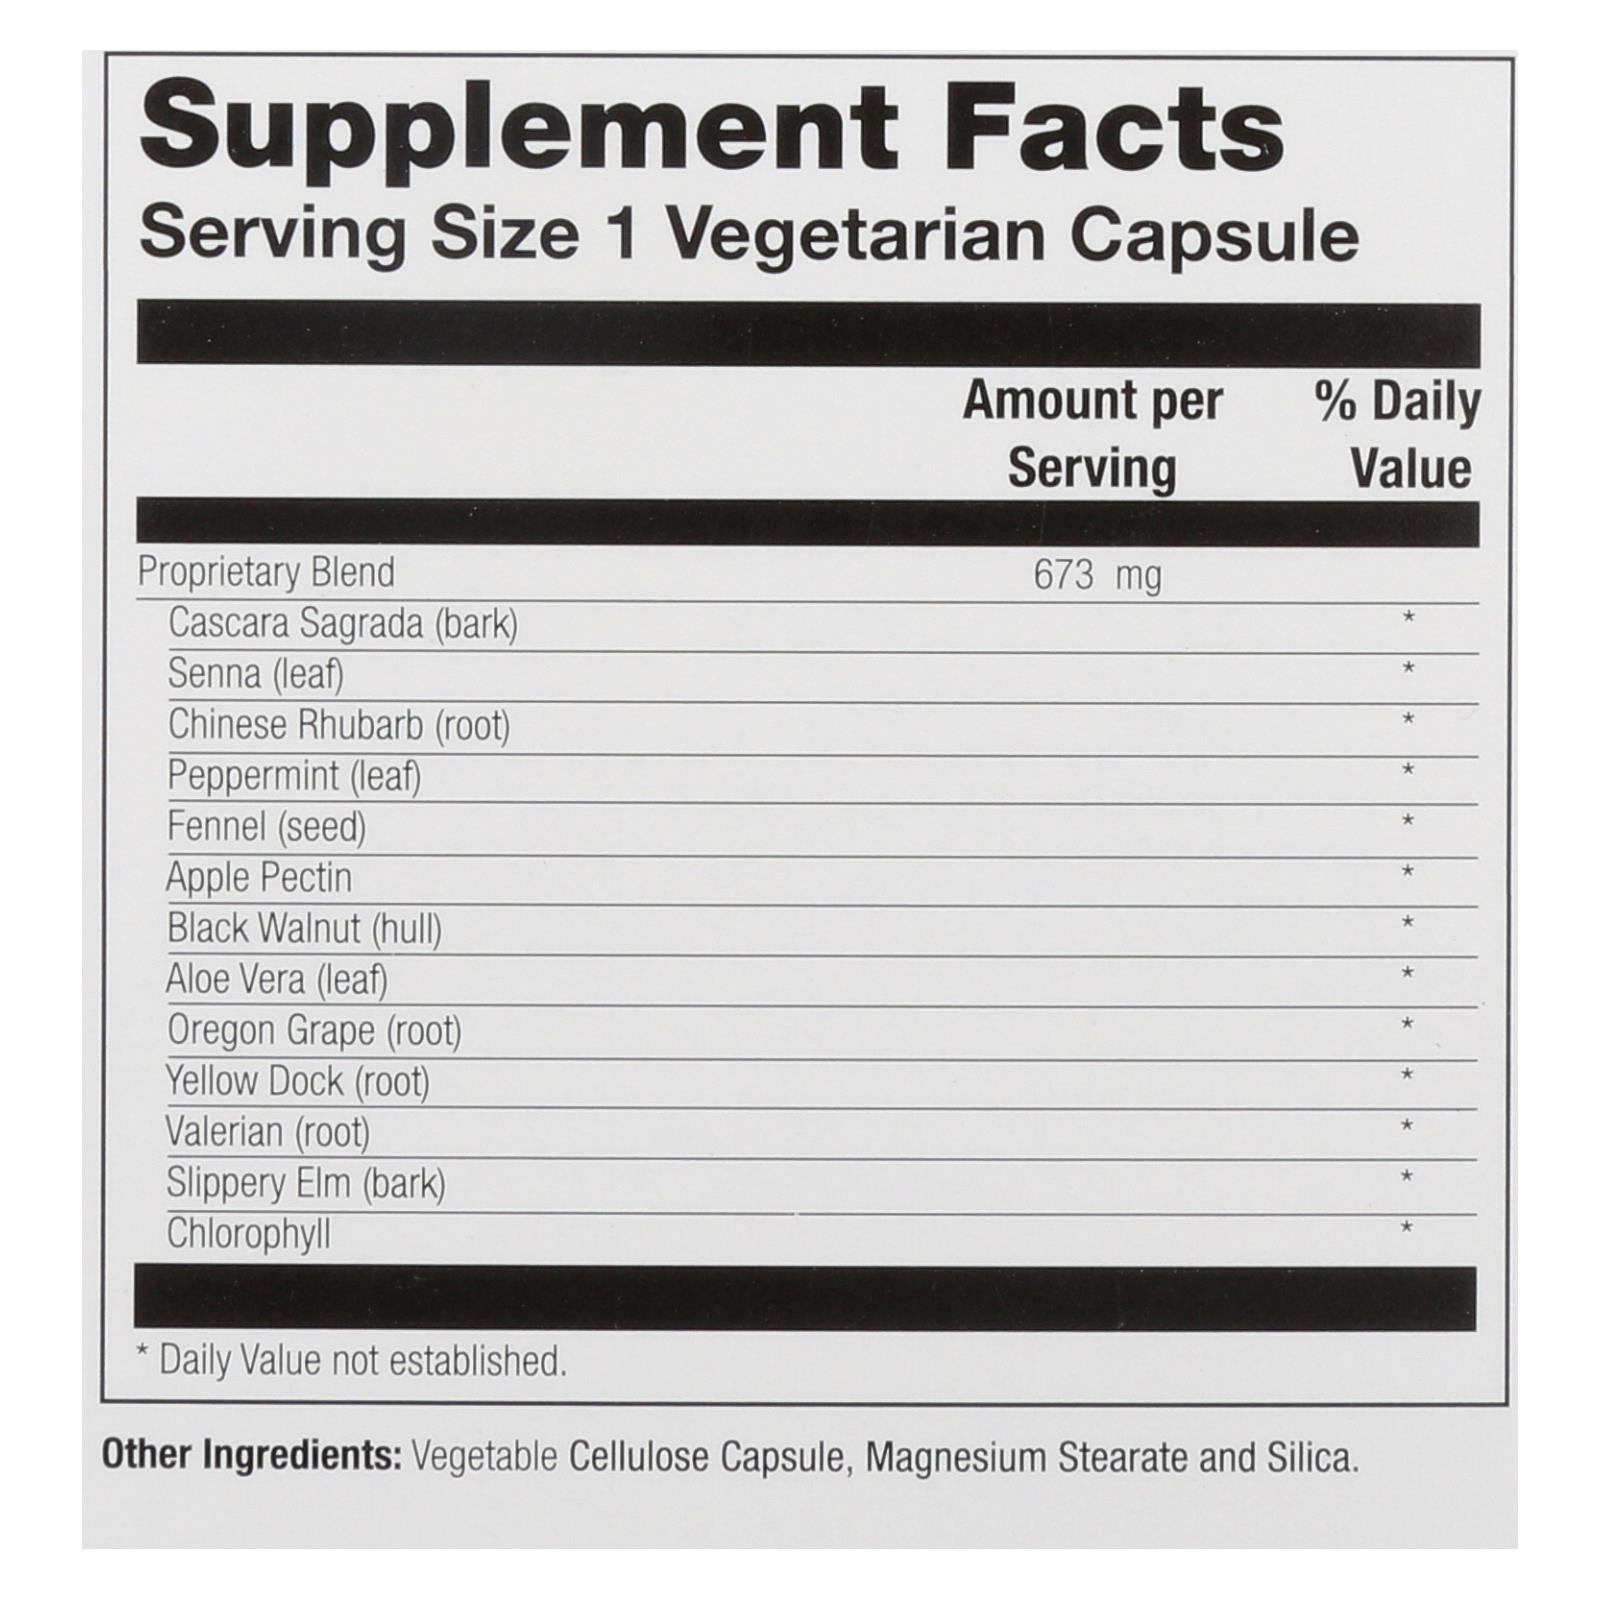 Supplement Facts
Serving Size 1 Vegetarian Capsule
Amount per % Daily
Serving Value
Proprietary Blend 673 mg
Cascara Sagrada (bark) *
Senna (leaf) *
Chinese Rhubarb (root) *
Peppermint (leaf) *
Fennel (seed) *
Apple Pectin *
Black Walnut (hull) *
Aloe Vera (leaf) *
Oregon Grape (root) *
Yellow Dock (root) *
Valerian (root) *
Slippery Elm (bark) *
Chlorophyll *
* Daily Value not established.
Other Ingredients: Vegetable Cellulose Capsule, Magnesium Stearate and Silica.